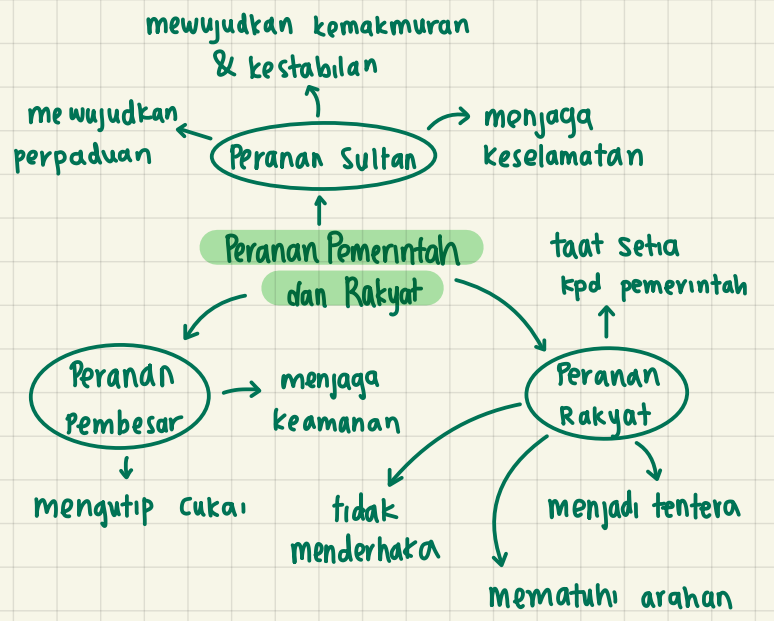 mewujudkan kemakmuran
& kestabilan
mewujudkan
perpaduan
Peranan Sultan
menjaga
keselamatan
Peranan Pemerintah
dan Rakyat
taat setia
kpd pemerintah
Peranan
Pembesar
menjaga
keamanan
mengutip cukai
Peranan
Rakyat
tidak
menderhaka
menjadi tentera
mematuhi arahan